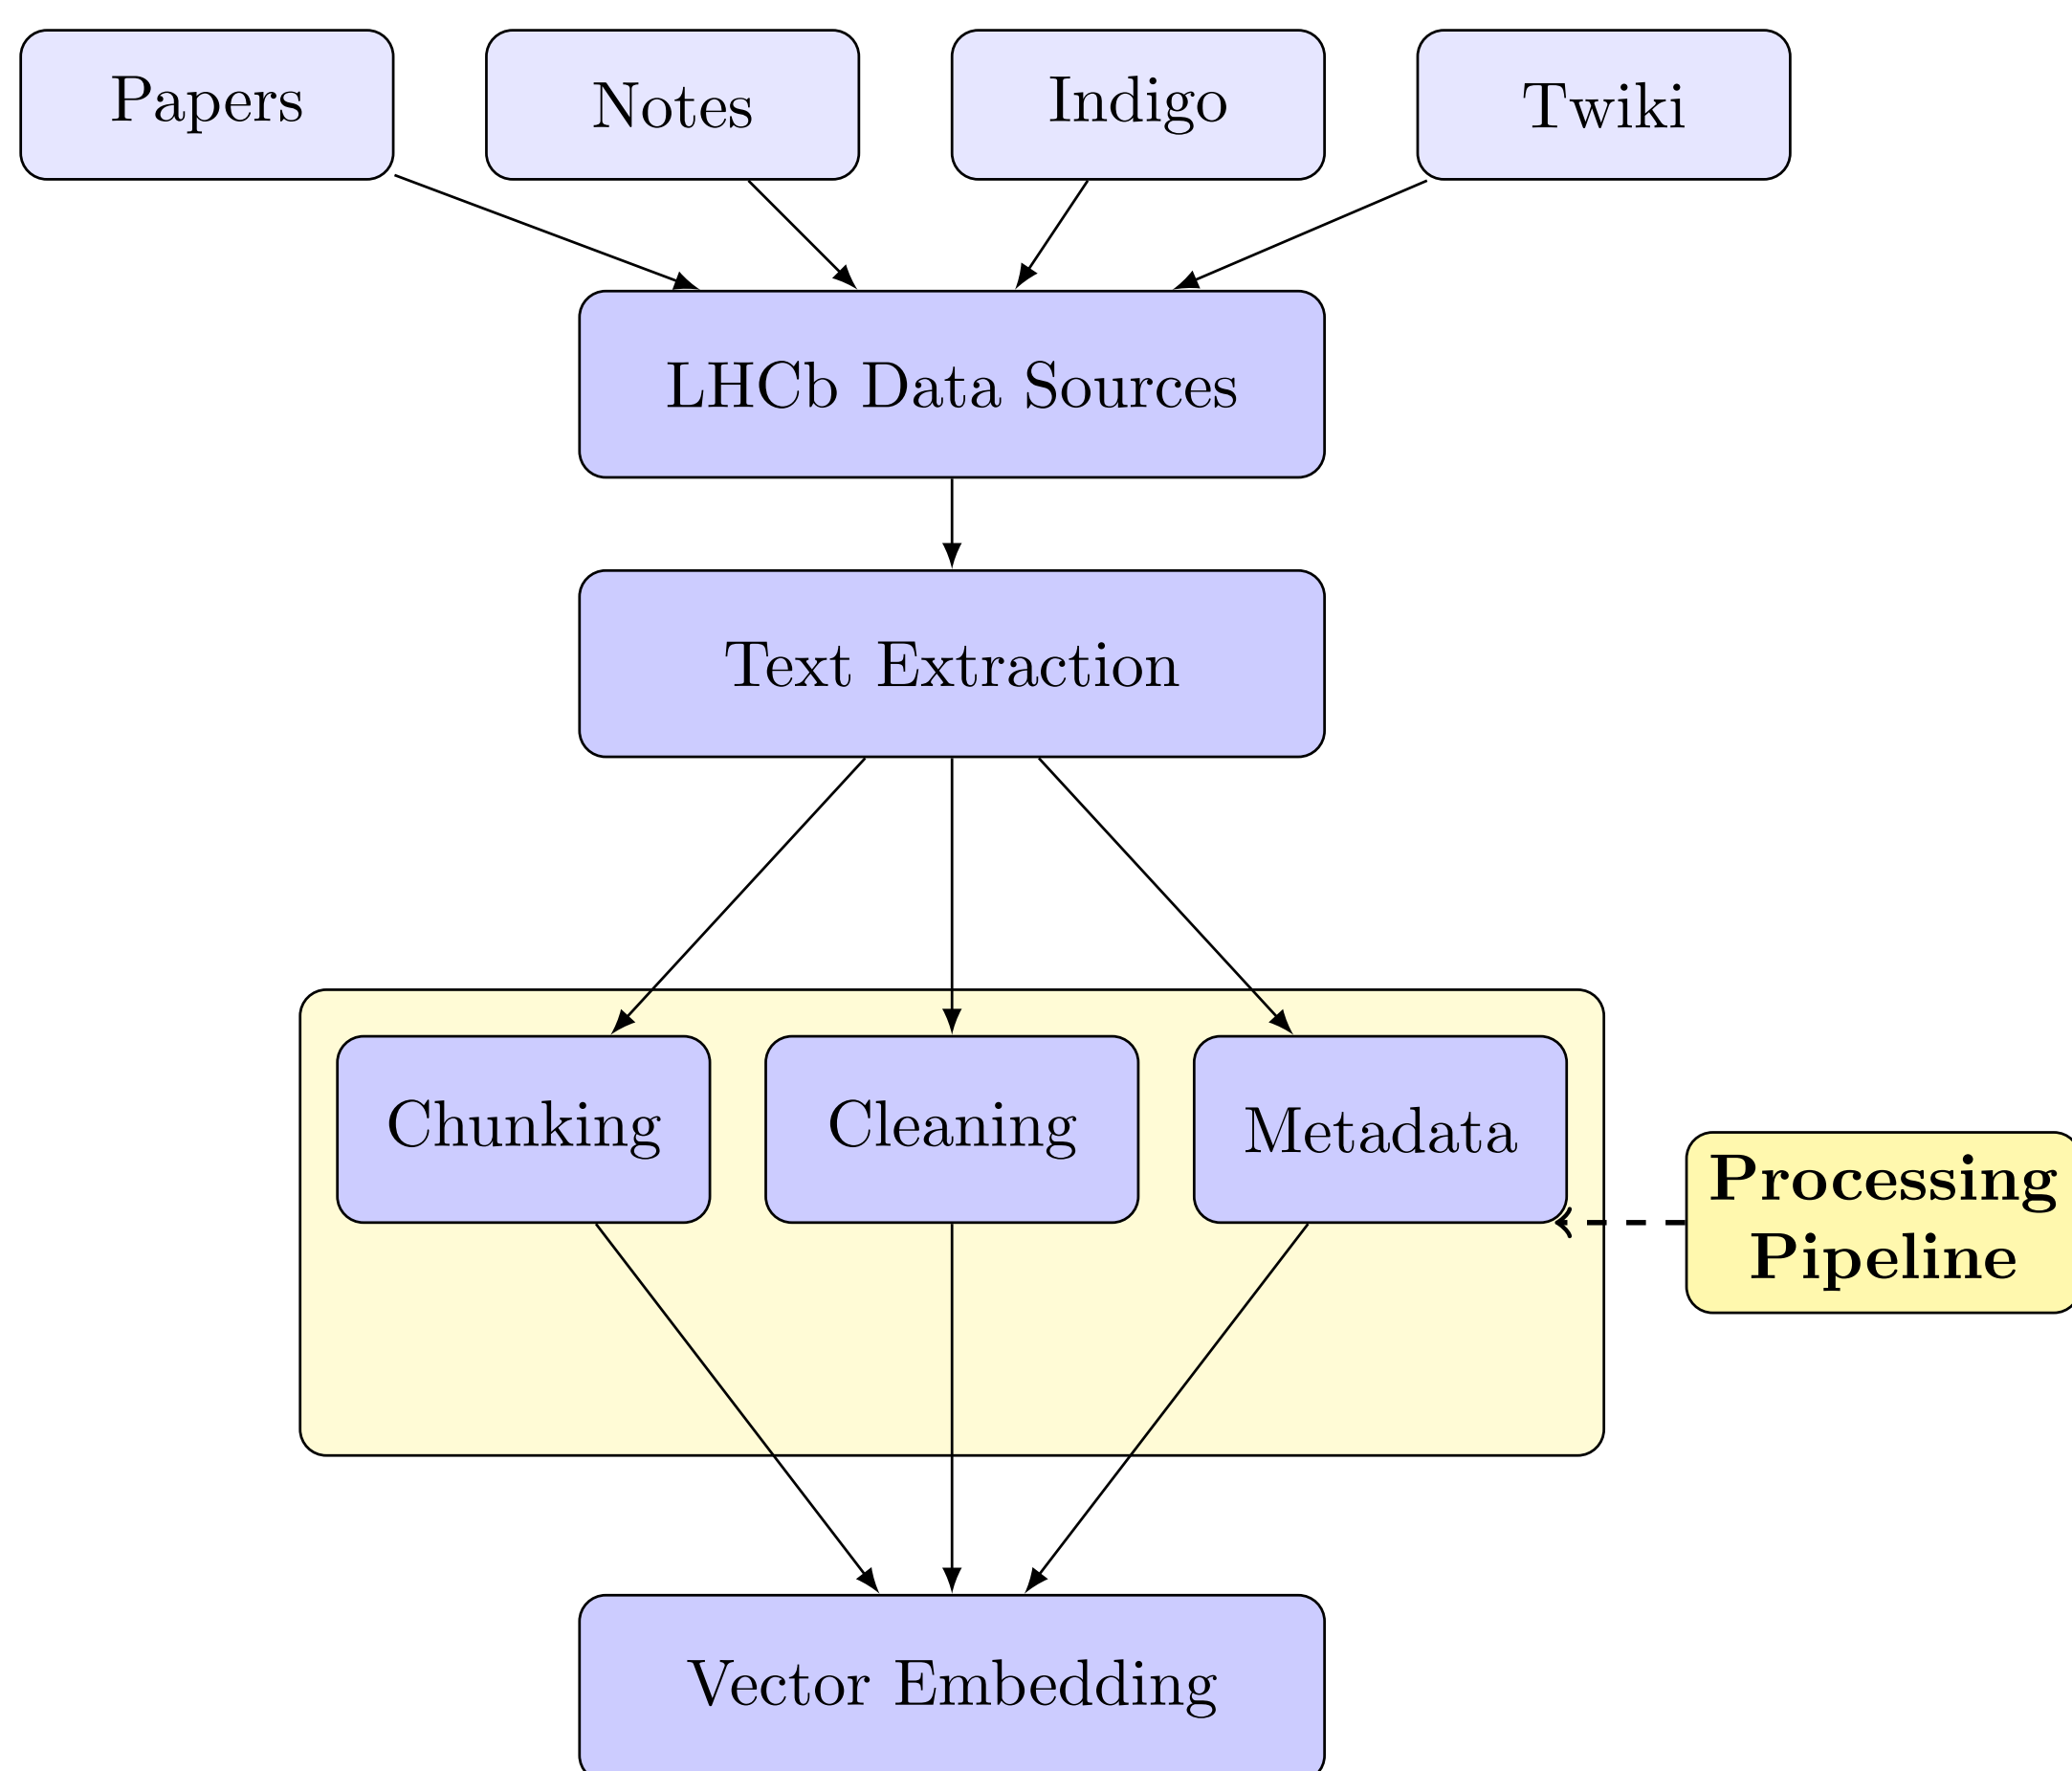 Papers
Notes
Indigo
Twiki
LHCb Data Sources
Text Extraction
Chunking
Cleaning
Metadata
Processing
Pipeline
Vector Embedding